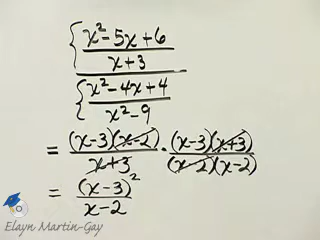 x² - 5x + 6
x + 3
x² - 4x + 4
x² - 9
= (x-3)(x-2) / x+3 · (x-3)(x+3) / (x-2)(x-2)
= (x-3)² / x-2
Elayn Martin-Gay